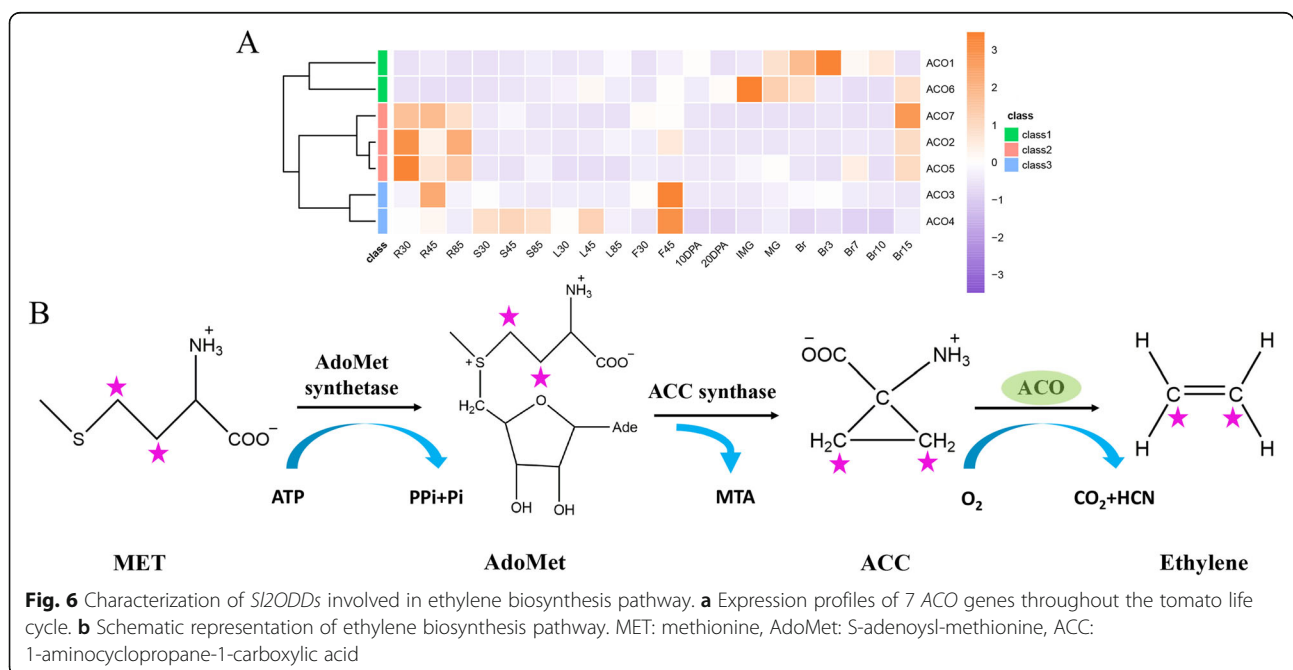 A
ACO1
ACO6
ACO7
ACO2
ACO5
ACO3
ACO4
class R30 R45 R85 S30 S45 S85 L30 L45 L85 F30 F45 10DPA 20DPA IMG MG Br Br3 Br7 Br10 Br15
3
2
1
0
-1
-2
-3
class
class1
class2
class3
B
S
+
NH3
COO−
MET
AdoMet
synthetase
ATP
PPi+Pi
+
NH3
COO−
S
+
H2C
O
Ade
OH
OH
AdoMet
ACC synthase
MTA
−
OOC
+
NH3
C
H2C
CH2
ACC
ACO
O2
CO2+HCN
H
H
C
C
H
H
Ethylene
Fig. 6 Characterization of Sl2ODDs involved in ethylene biosynthesis pathway. a Expression profiles of 7 ACO genes throughout the tomato life
cycle. b Schematic representation of ethylene biosynthesis pathway. MET: methionine, AdoMet: S-adenoysl-methionine, ACC:
1-aminocyclopropane-1-carboxylic acid